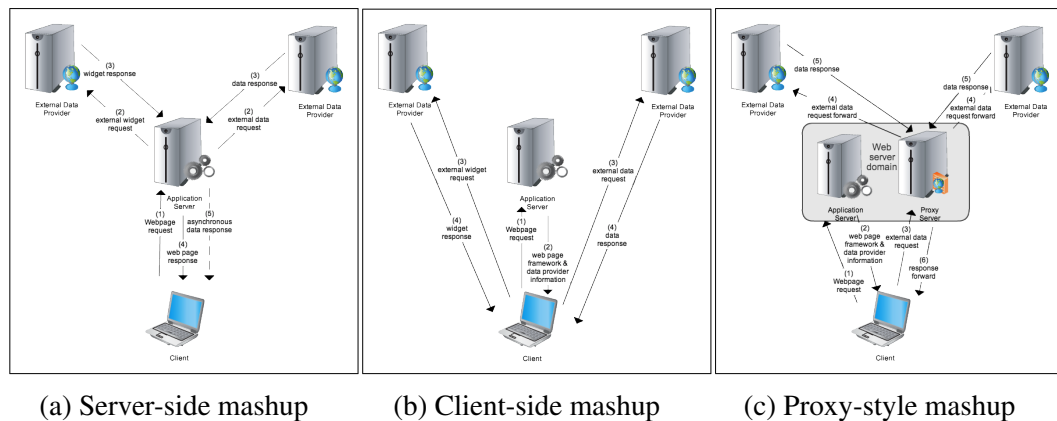 (3)
widget response
(3)
data response
External Data
Provider
External Data
Provider
(2)
external widget
request
(2)
external data
request
Application
Server
(1)
Webpage
request
(5)
asynchronous
data response
(4)
web page
response
Client
(a) Server-side mashup
External Data
Provider
External Data
Provider
(3)
external widget
request
(3)
external data
request
Application
Server
(4)
widget
response
(1)
Webpage
request
(4)
data
response
(2)
web page
framework &
data provider
information
Client
(b) Client-side mashup
(5)
data response
(5)
data response
External Data
Provider
External Data
Provider
(4)
external data
request forward
(4)
external data
request forward
Web
server
domain
Application
Server
Proxy
Server
(2)
web page
framework &
data provider
information
(3)
external data
request
(1)
Webpage
request
(6)
response
forward
Client
(c) Proxy-style mashup